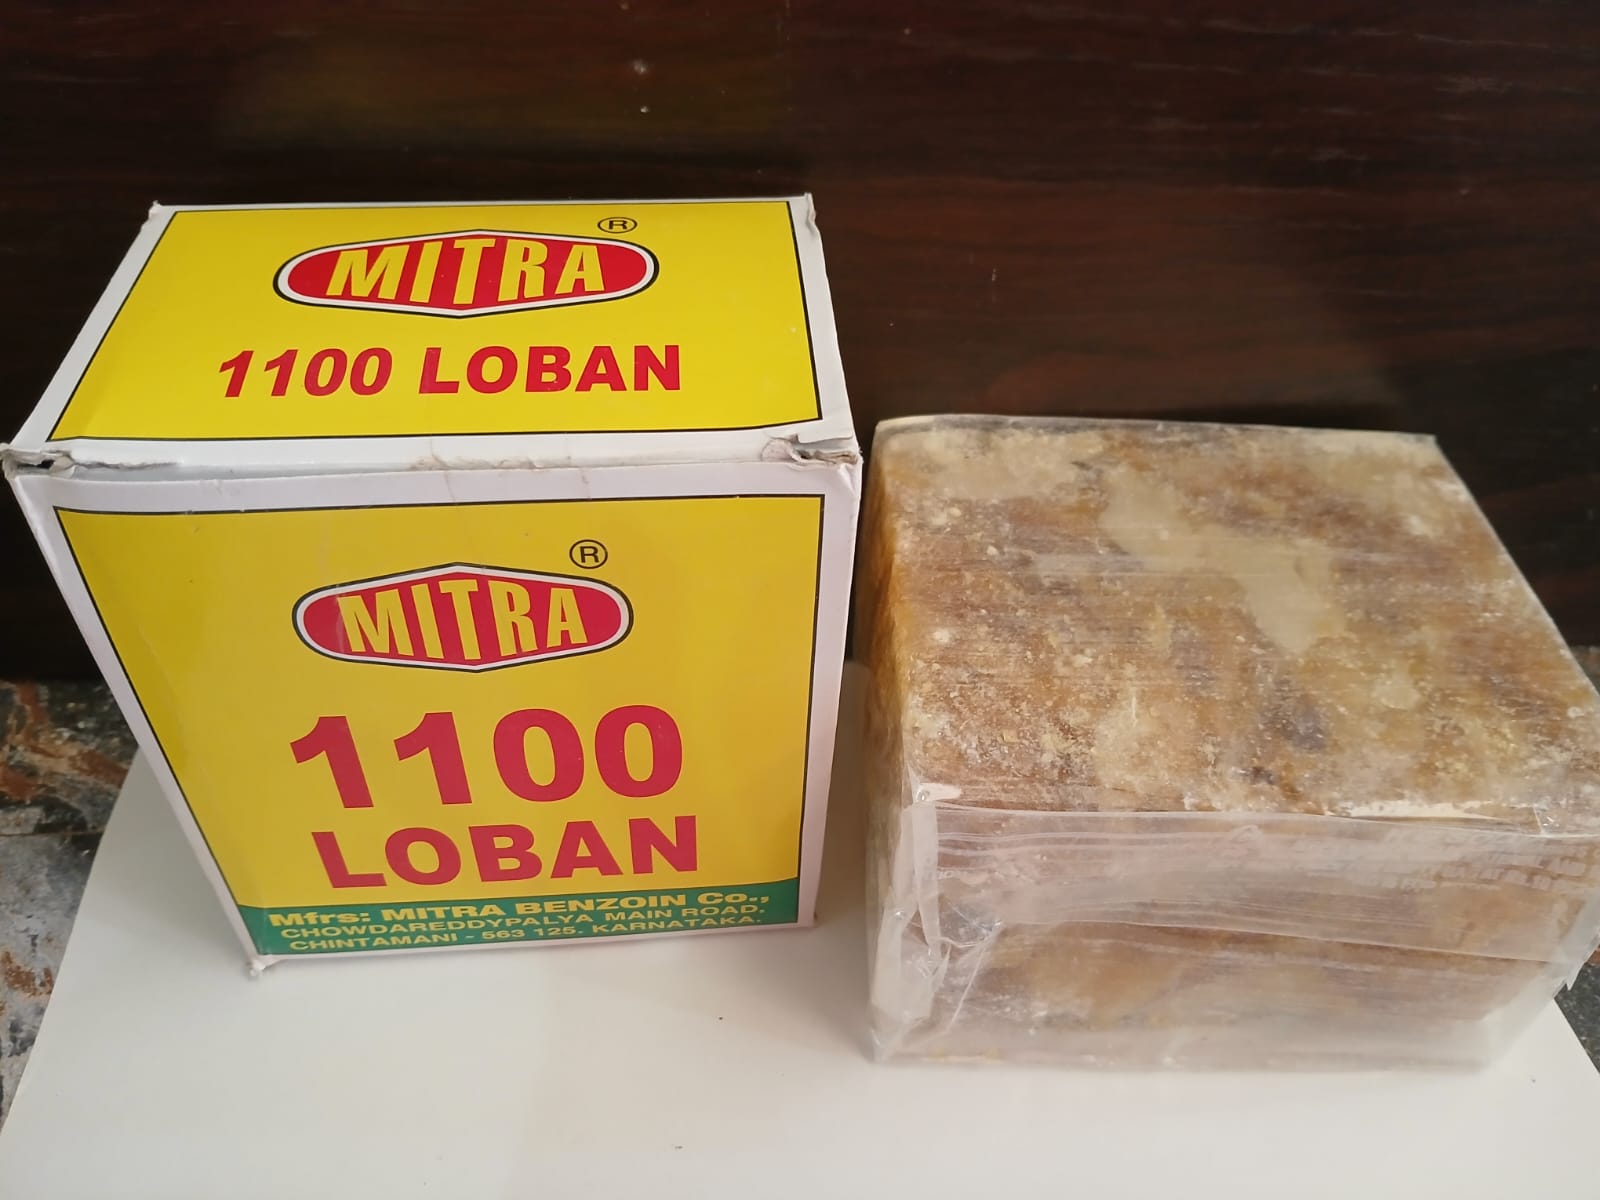 MITRA ®
1100 LOBAN
MITRA ®
1100
LOBAN
Mfrs: MITRA BENZOIN Co.,
CHOWDAREDDYPALYA MAIN ROAD,
CHINTAMANI - 563 125. KARNATAKA.